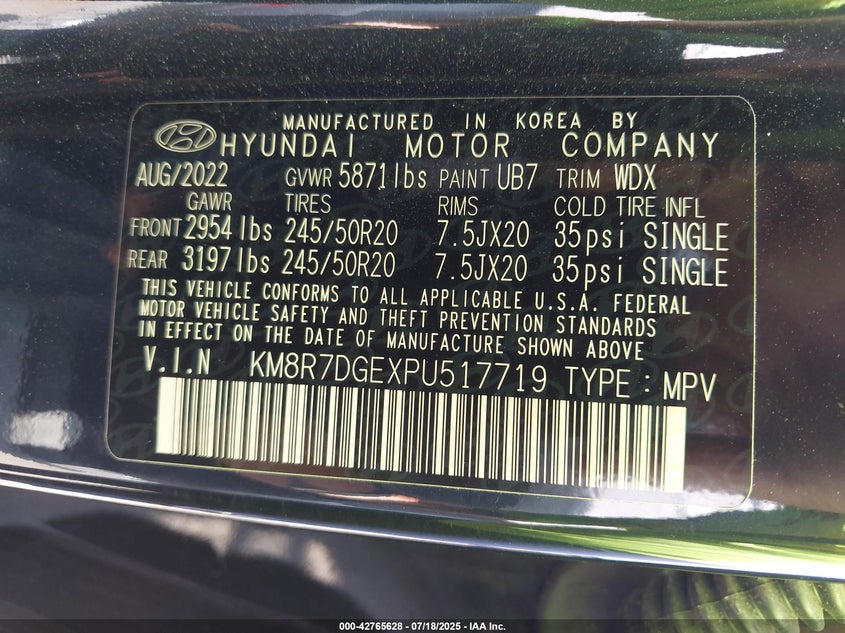 MANUFACTURED IN KOREA BY
HYUNDAI MOTOR COMPANY
AUG/2022 GVWR 5871lbs PAINT UB7 TRIM WDX
GAWR TIRES RIMS COLD TIRE INFL
FRONT 2954lbs 245/50R20 7.5JX20 35psi SINGLE
REAR 3197lbs 245/50R20 7.5JX20 35psi SINGLE
THIS VEHICLE CONFORMS TO ALL APPLICABLE U.S.A. FEDERAL
MOTOR VEHICLE SAFETY AND THEFT PREVENTION STANDARDS
IN EFFECT ON THE DATE OF MANUFACTURE SHOWN ABOVE
V.I.N KM8R7DGEXPU517719 TYPE : MPV
000-42765628 - 07/18/2025 - IAA Inc.